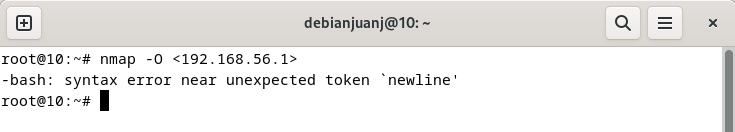 debianjuanj@10: ~
root@10:~# nmap -O <192.168.56.1>
-bash: syntax error near unexpected token `newline'
root@10:~#